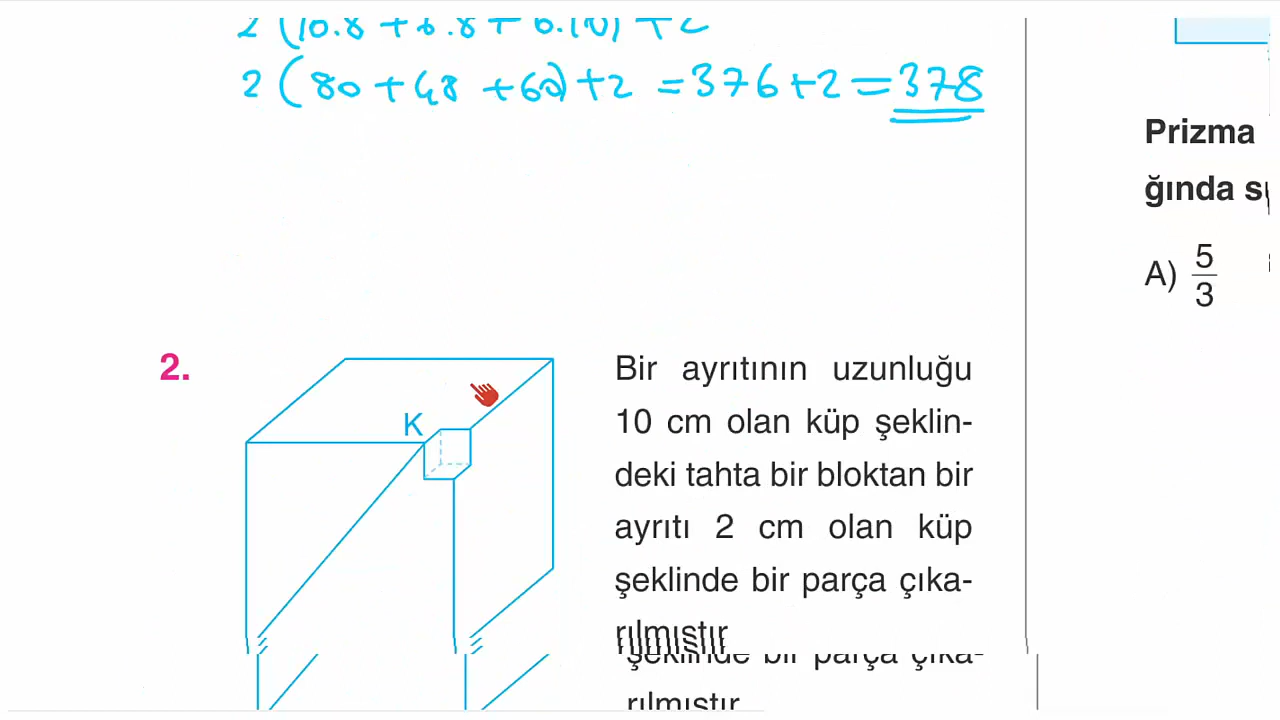 2 (80 + 48 + 60) + 2 = 376 + 2 = 378
Prizma
ğında
A) 5/3
2.
K
Bir ayrıtının uzunluğu
10 cm olan küp şeklin-
deki tahta bir bloktan bir
ayrıtı 2 cm olan küp
şeklinde bir parça çıka-
rılmıştır
şeklinde bir parça çıka-
rılmıştır